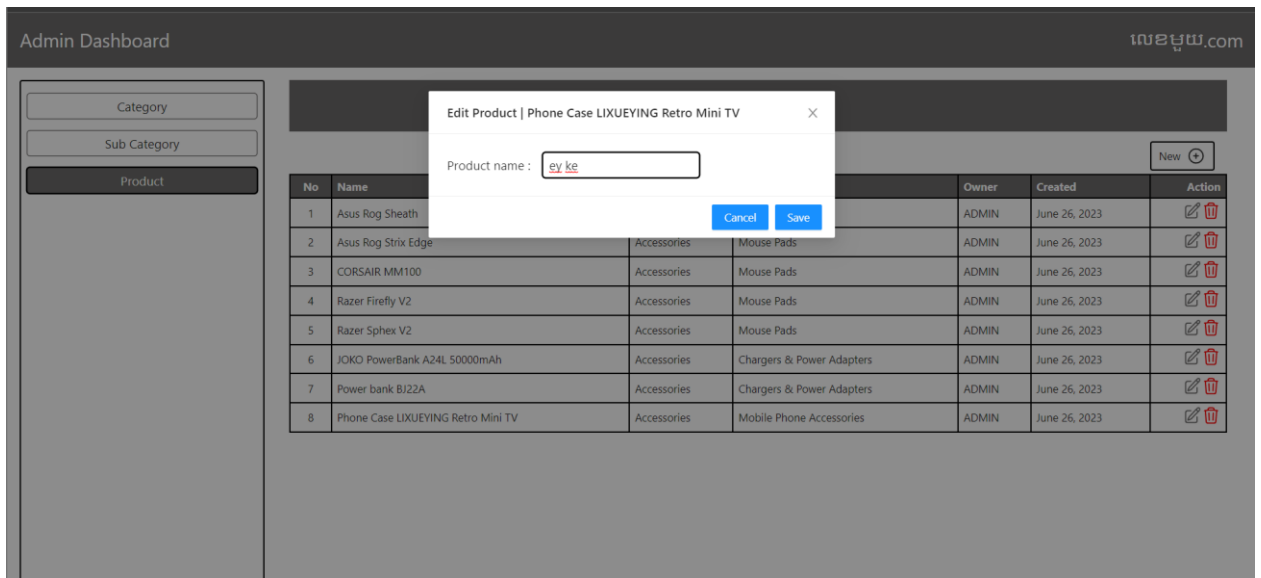 Admin Dashboard
លេខមួយ.com
Category
Sub Category
Product
Edit Product | Phone Case LIXUEYING Retro Mini TV
Product name :
ey ke
Cancel
Save
New
No Name Owner Created Action
1 Asus Rog Sheath ADMIN June 26, 2023
2 Asus Rog Strix Edge Accessories Mouse Pads ADMIN June 26, 2023
3 CORSAIR MM100 Accessories Mouse Pads ADMIN June 26, 2023
4 Razer Firefly V2 Accessories Mouse Pads ADMIN June 26, 2023
5 Razer Sphex V2 Accessories Mouse Pads ADMIN June 26, 2023
6 JOKO PowerBank A24L 50000mAh Accessories Chargers & Power Adapters ADMIN June 26, 2023
7 Power bank BJ22A Accessories Chargers & Power Adapters ADMIN June 26, 2023
8 Phone Case LIXUEYING Retro Mini TV Accessories Mobile Phone Accessories ADMIN June 26, 2023